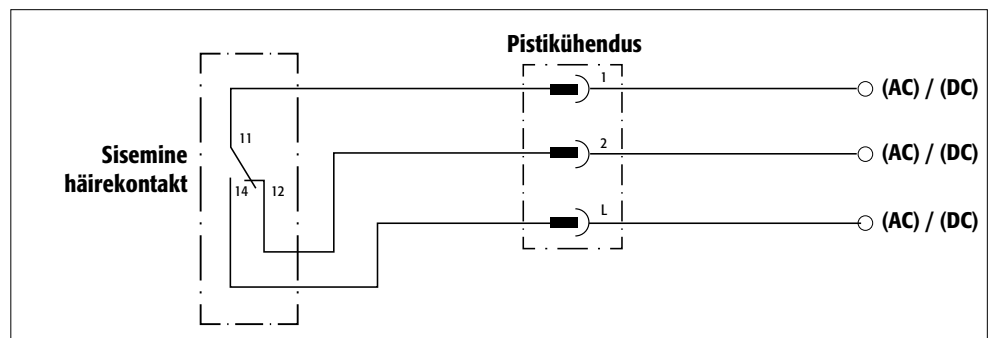 Pistikühendus
1
(AC) / (DC)
11
2
(AC) / (DC)
Sisemine
häirekontakt
14 12
L
(AC) / (DC)